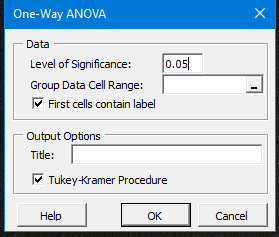 One-Way ANOVA
Data
Level of Significance: 0.05
Group Data Cell Range:
First cells contain label
Output Options
Title:
Tukey-Kramer Procedure
Help OK Cancel